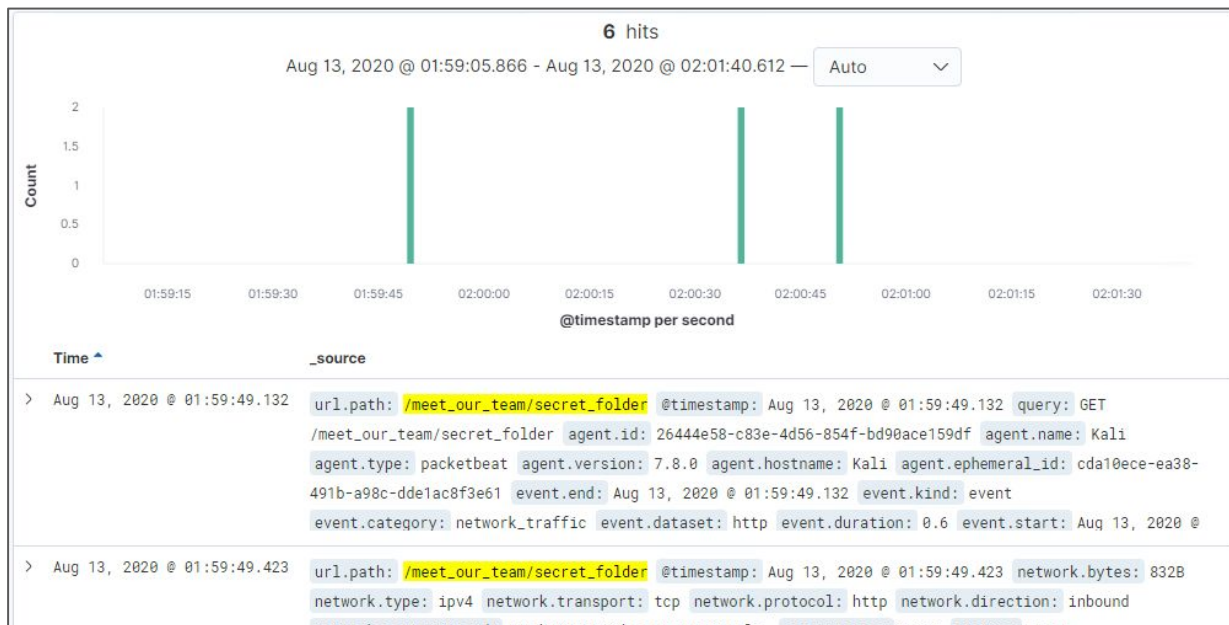 6 hits
Aug 13, 2020 @ 01:59:05.866 - Aug 13, 2020 @ 02:01:40.612 — Auto
2
1.5
1
0.5
0
Count
01:59:15 01:59:30 01:59:45 02:00:00 02:00:15 02:00:30 02:00:45 02:01:00 02:01:15 02:01:30
@timestamp per second
Time _source
> Aug 13, 2020 @ 01:59:49.132 url.path: /meet_our_team/secret_folder @timestamp: Aug 13, 2020 @ 01:59:49.132 query: GET
/meet_our_team/secret_folder agent.id: 26444e58-c83e-4d56-854f-bd90ace159df agent.name: Kali
agent.type: packetbeat agent.version: 7.8.0 agent.hostname: Kali agent.ephemeral_id: cda10ece-ea38-
491b-a98c-dde1ac8f3e61 event.end: Aug 13, 2020 @ 01:59:49.132 event.kind: event
event.category: network_traffic event.dataset: http event.duration: 0.6 event.start: Aug 13, 2020 @
> Aug 13, 2020 @ 01:59:49.423 url.path: /meet_our_team/secret_folder @timestamp: Aug 13, 2020 @ 01:59:49.423 network.bytes: 832B
network.type: ipv4 network.transport: tcp network.protocol: http network.direction: inbound